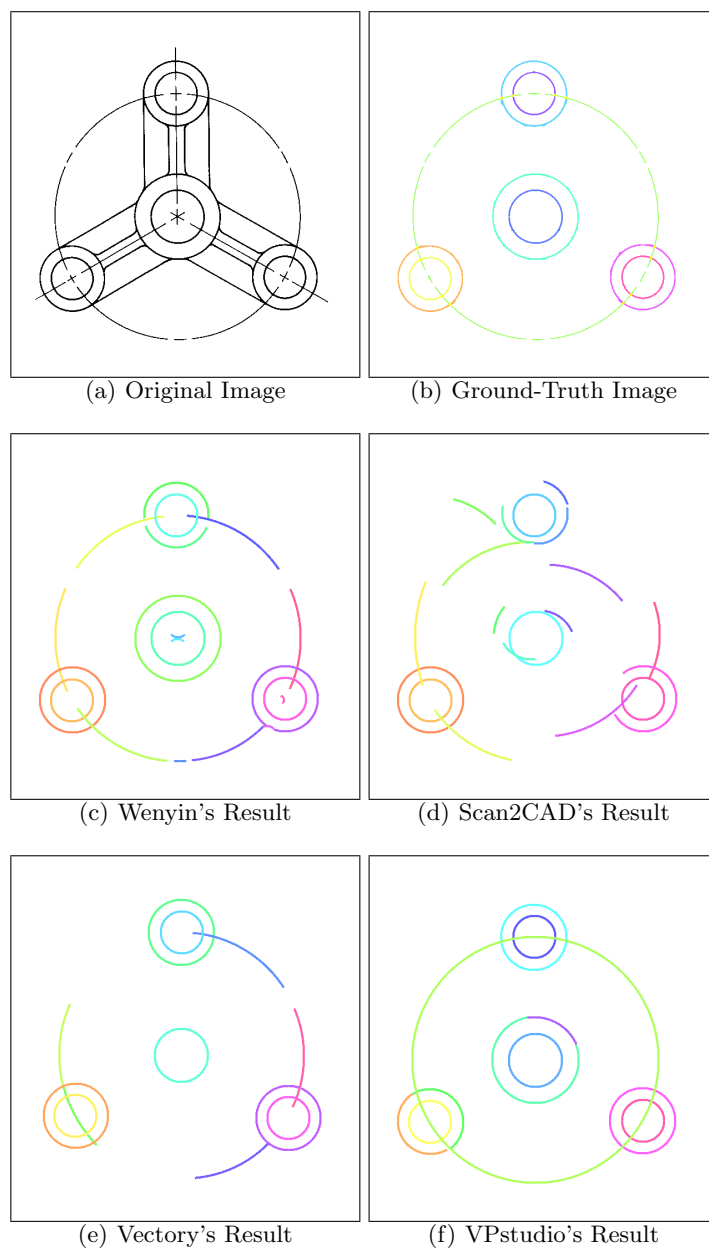 (a) Original Image
(b) Ground-Truth Image
(c) Wenyin's Result
(d) Scan2CAD's Result
(e) Vectory's Result
(f) VPstudio's Result